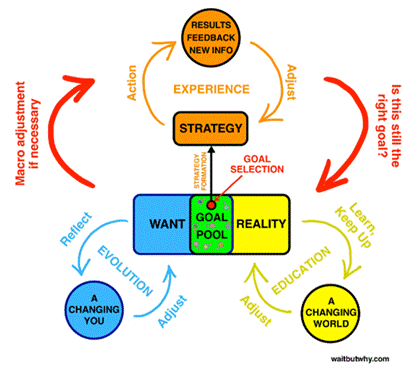 RESULTS
FEEDBACK
NEW INFO
Action
EXPERIENCE
Adjust
STRATEGY
Macro adjustment
if necessary
Is this still the
right goal?
STRATEGY
FORMATION
GOAL
SELECTION
WANT
GOAL
POOL
REALITY
Reflect
EVOLUTION
Adjust
A
CHANGING
YOU
Learn,
Keep Up
EDUCATION
Adjust
A
CHANGING
WORLD
waitbutwhy.com